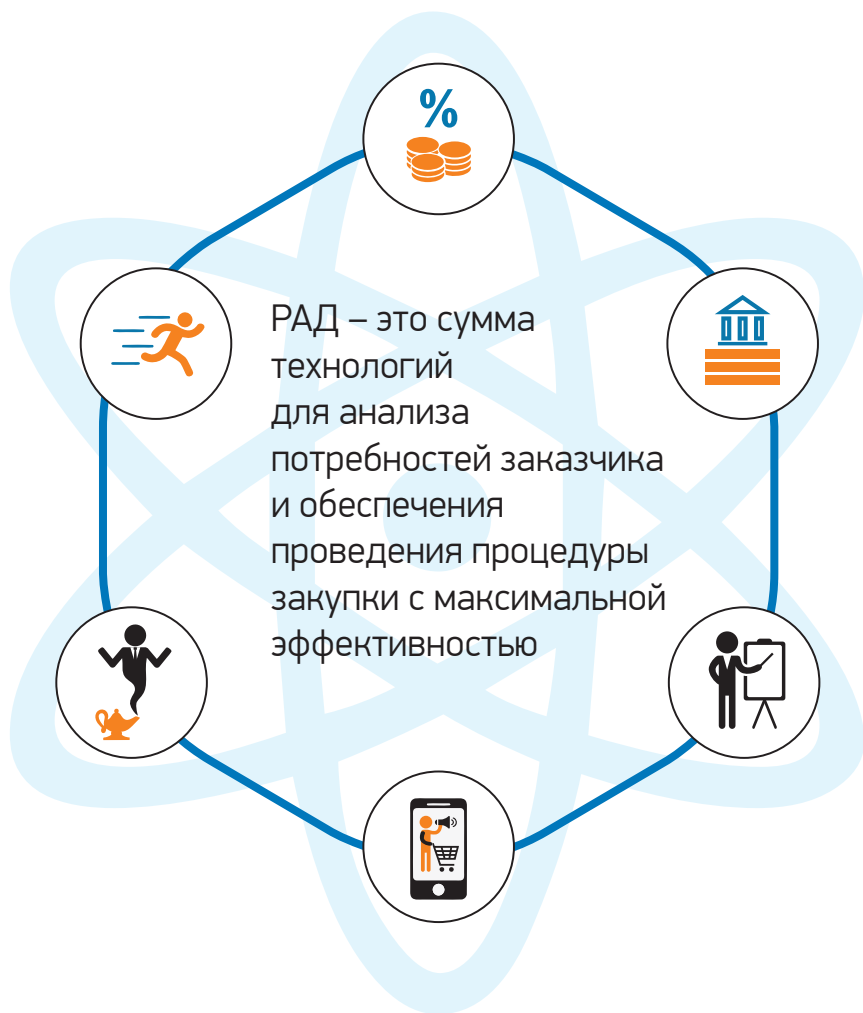 %
РАД – это сумма
технологий
для анализа
потребностей заказчика
и обеспечения
проведения процедуры
закупки с максимальной
эффективностью